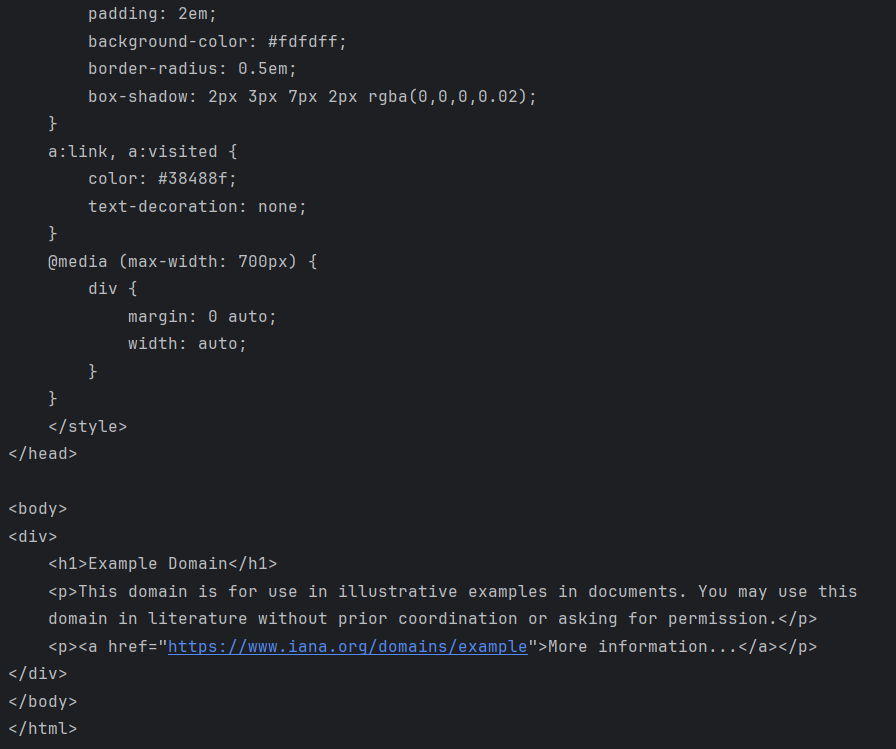 padding: 2em;
        background-color: #fdfdff;
        border-radius: 0.5em;
        box-shadow: 2px 3px 7px 2px rgba(0,0,0,0.02);
    }
    a:link, a:visited {
        color: #38488f;
        text-decoration: none;
    }
    @media (max-width: 700px) {
        div {
            margin: 0 auto;
            width: auto;
        }
    }
    </style>
</head>

<body>
<div>
    <h1>Example Domain</h1>
    <p>This domain is for use in illustrative examples in documents. You may use this
    domain in literature without prior coordination or asking for permission.</p>
    <p><a href="https://www.iana.org/domains/example">More information...</a></p>
</div>
</body>
</html>